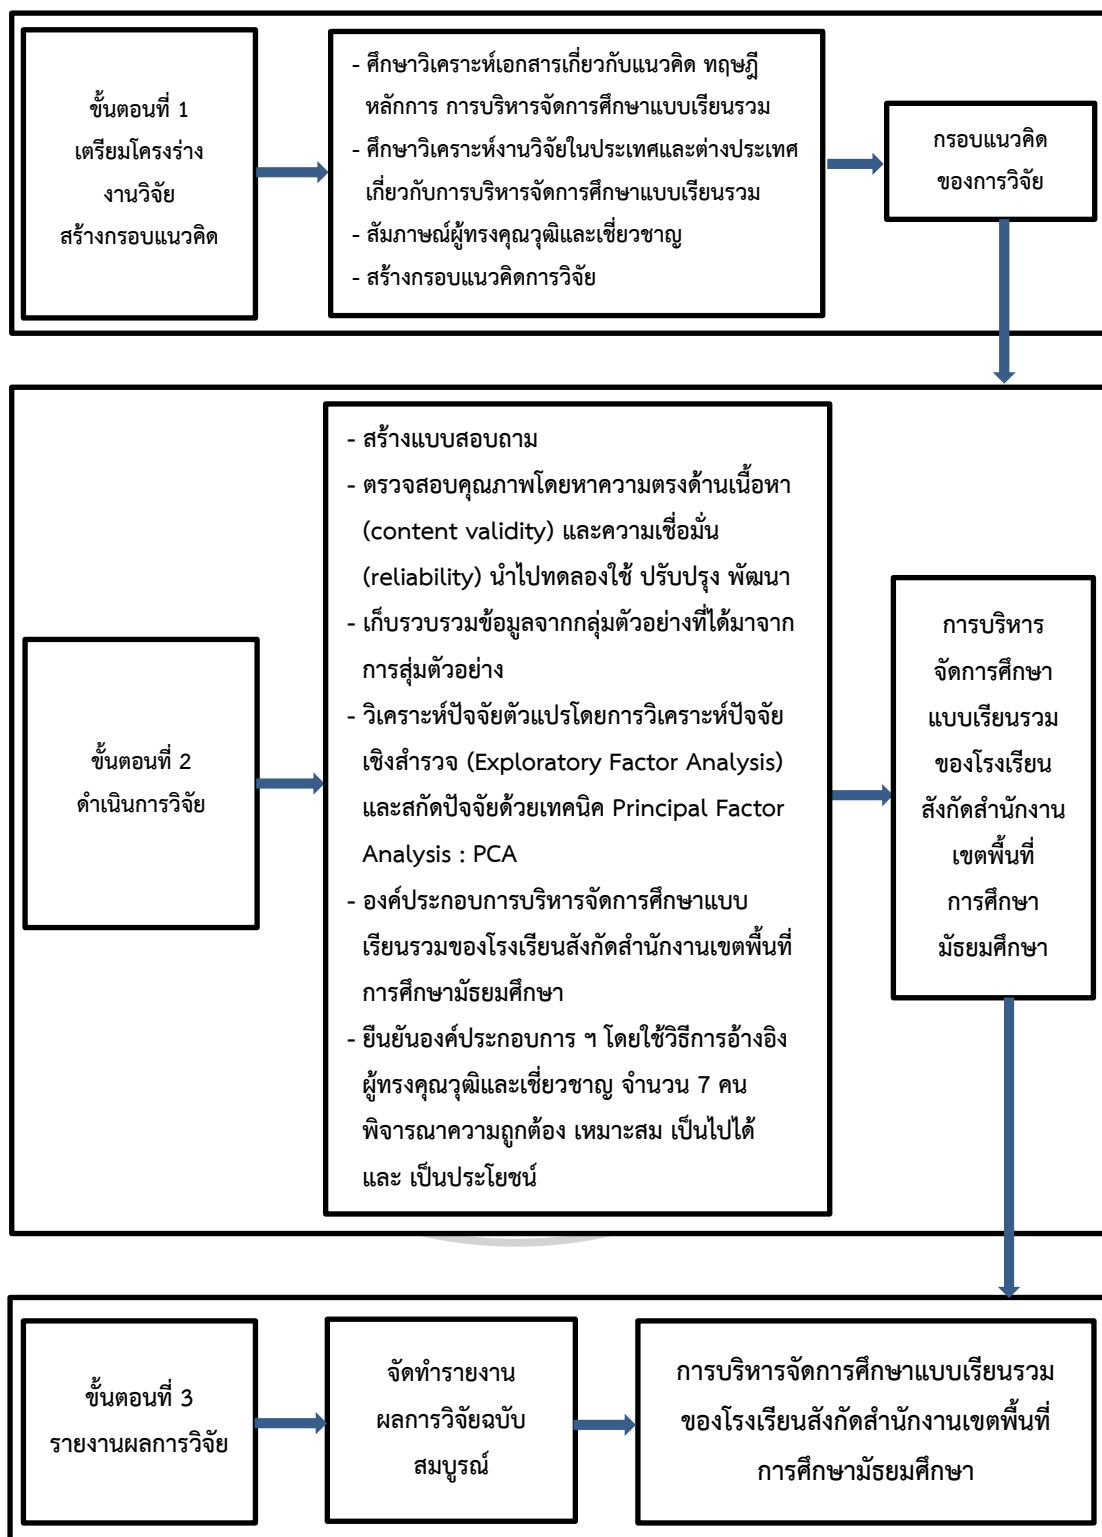 ขั้นตอนที่ 1
เตรียมโครงร่าง
งานวิจัย
สร้างกรอบแนวคิด
- ศึกษาวิเคราะห์เอกสารเกี่ยวกับแนวคิด ทฤษฎี
หลักการ การบริหารจัดการศึกษาแบบเรียนรวม
- ศึกษาวิเคราะห์งานวิจัยในประเทศและต่างประเทศ
เกี่ยวกับการบริหารจัดการศึกษาแบบเรียนรวม
- สัมภาษณ์ผู้ทรงคุณวุฒิและเชี่ยวชาญ
- สร้างกรอบแนวคิดการวิจัย
กรอบแนวคิด
ของการวิจัย
ขั้นตอนที่ 2
ดำเนินการวิจัย
- สร้างแบบสอบถาม
- ตรวจสอบคุณภาพโดยหาความตรงด้านเนื้อหา
(content validity) และความเชื่อมั่น
(reliability) นำไปทดลองใช้ ปรับปรุง พัฒนา
- เก็บรวบรวมข้อมูลจากกลุ่มตัวอย่างที่ได้มาจาก
การสุ่มตัวอย่าง
- วิเคราะห์ปัจจัยตัวแปรโดยการวิเคราะห์ปัจจัย
เชิงสำรวจ (Exploratory Factor Analysis)
และสกัดปัจจัยด้วยเทคนิค Principal Factor
Analysis : PCA
- องค์ประกอบการบริหารจัดการศึกษาแบบ
เรียนรวมของโรงเรียนสังกัดสำนักงานเขตพื้นที่
การศึกษามัธยมศึกษา
- ยืนยันองค์ประกอบการ ฯ โดยใช้วิธีการอ้างอิง
ผู้ทรงคุณวุฒิและเชี่ยวชาญ จำนวน 7 คน
พิจารณาความถูกต้อง เหมาะสม เป็นไปได้
และ เป็นประโยชน์
การบริหาร
จัดการศึกษา
แบบเรียนรวม
ของโรงเรียน
สังกัดสำนักงาน
เขตพื้นที่
การศึกษา
มัธยมศึกษา
ขั้นตอนที่ 3
รายงานผลการวิจัย
จัดทำรายงาน
ผลการวิจัยฉบับ
สมบูรณ์
การบริหารจัดการศึกษาแบบเรียนรวม
ของโรงเรียนสังกัดสำนักงานเขตพื้นที่
การศึกษามัธยมศึกษา